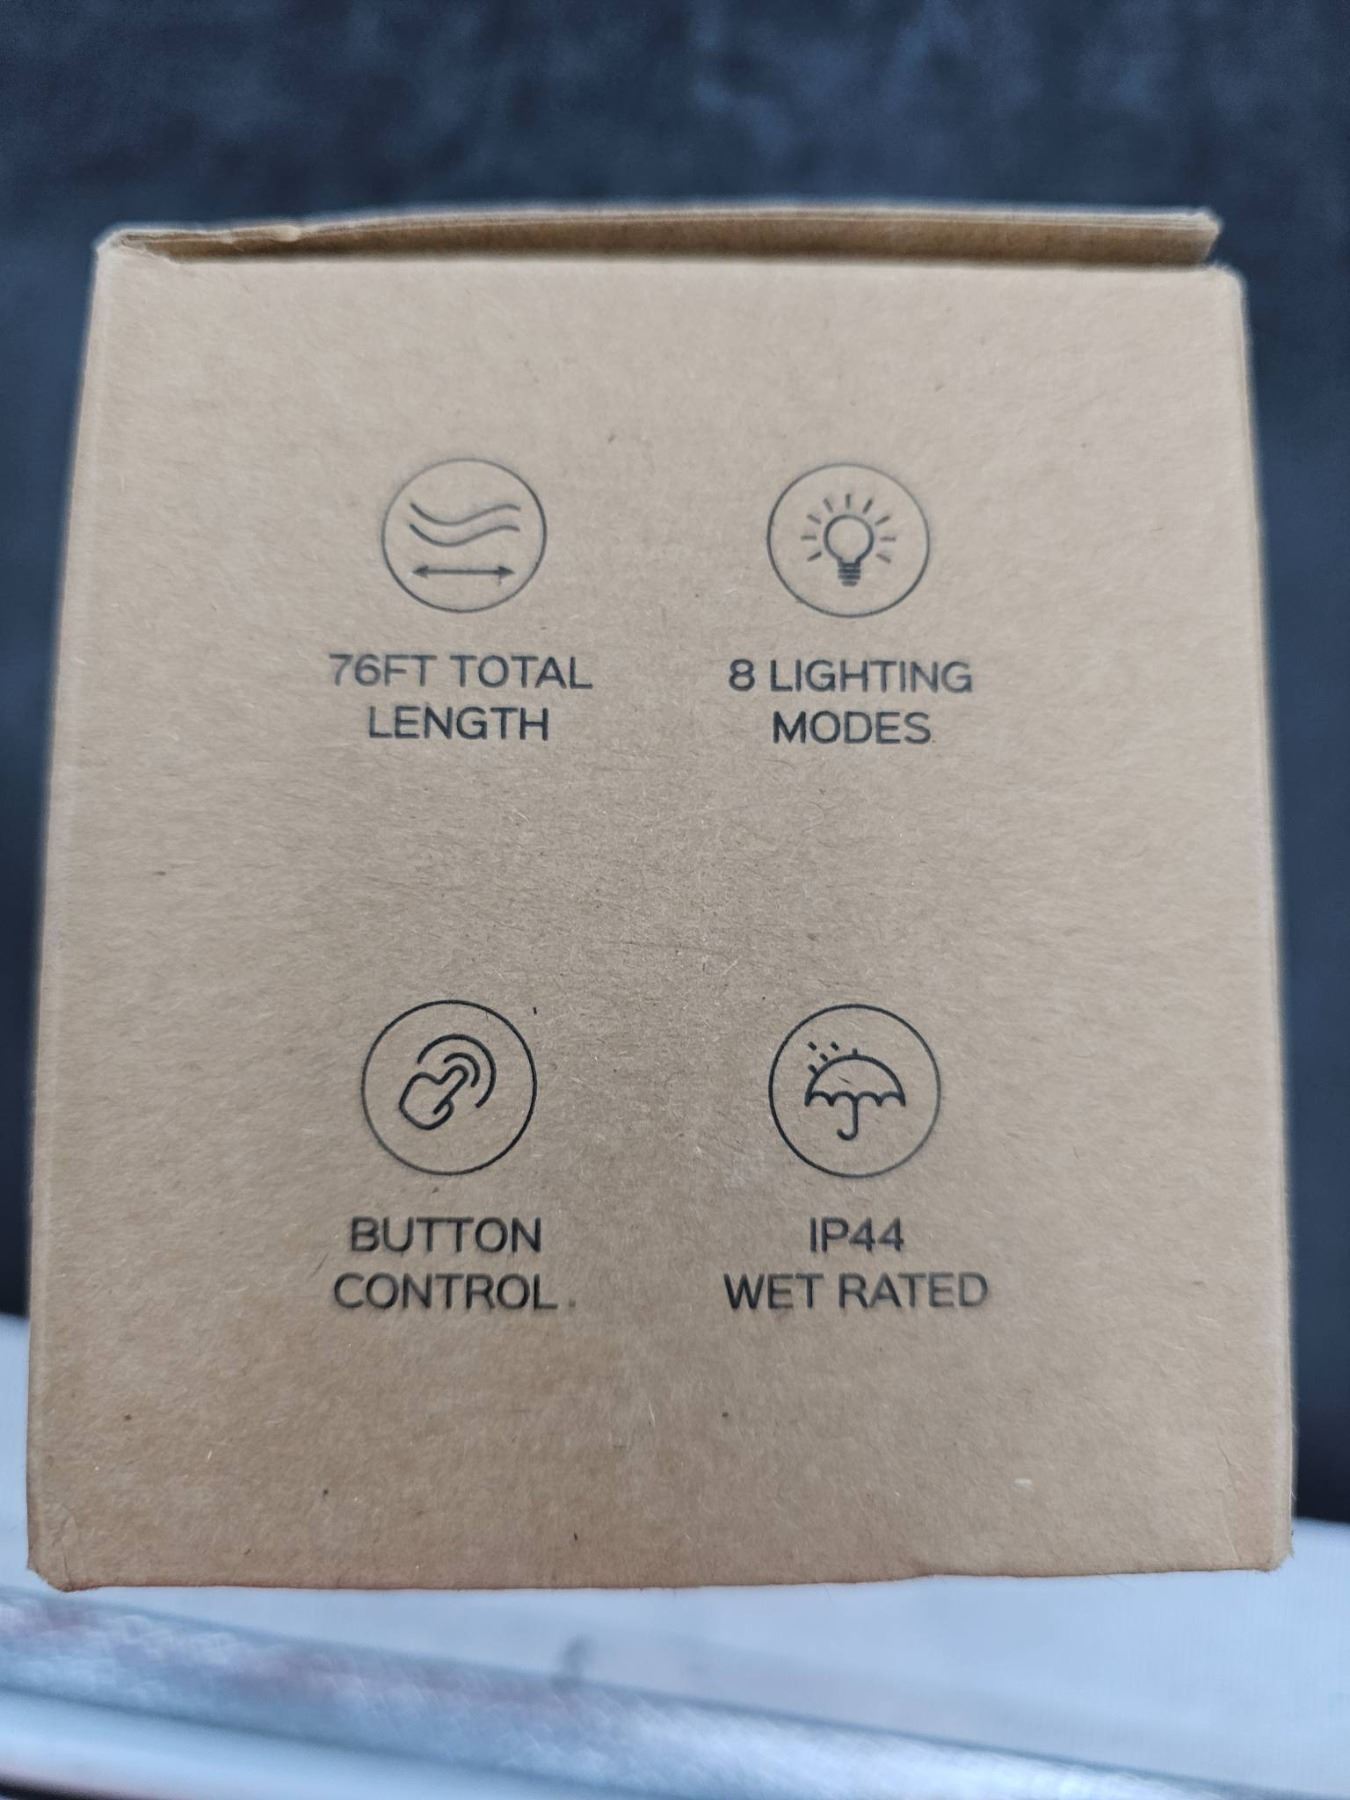 76FT TOTAL
LENGTH
8 LIGHTING
MODES
BUTTON
CONTROL
IP44
WET RATED